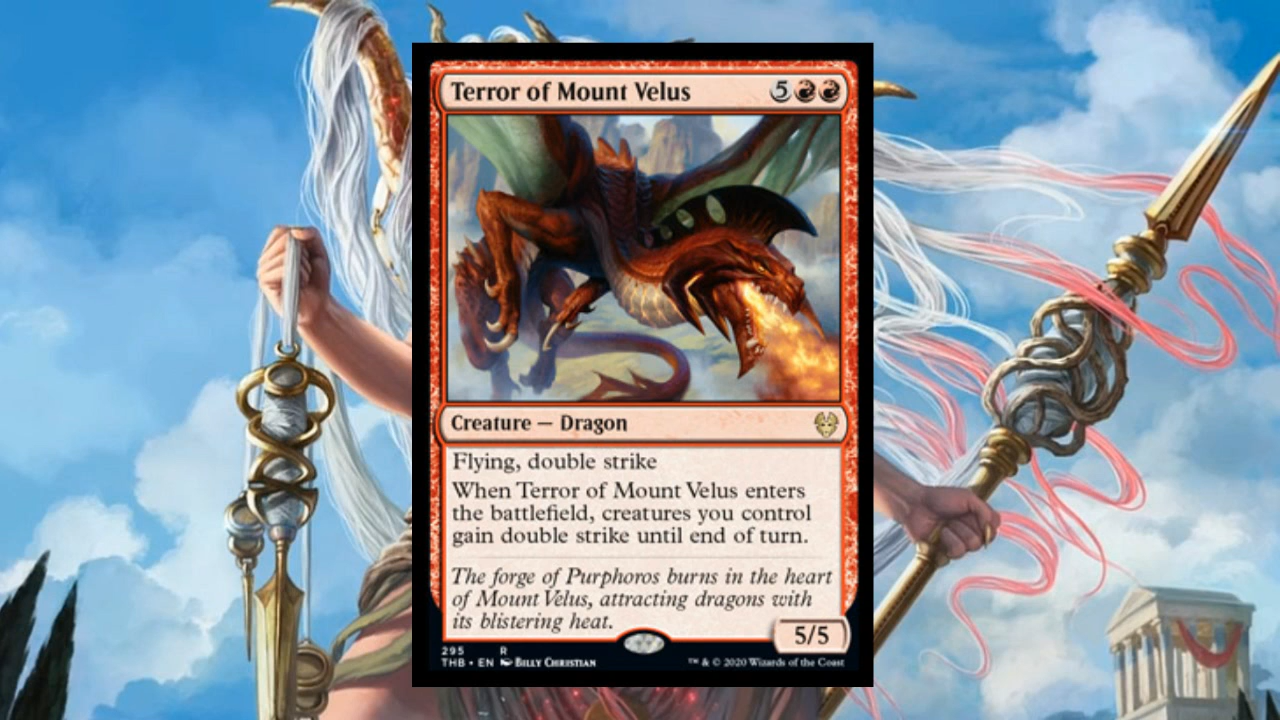 Terror of Mount Velus 5
Creature — Dragon
Flying, double strike
When Terror of Mount Velus enters
the battlefield, creatures you control
gain double strike until end of turn.
The forge of Purphoros burns in the heart
of Mount Velus, attracting dragons with
its blistering heat.
5/5
295 R
THB • EN Billy Christian
™ & © 2020 Wizards of the Coast